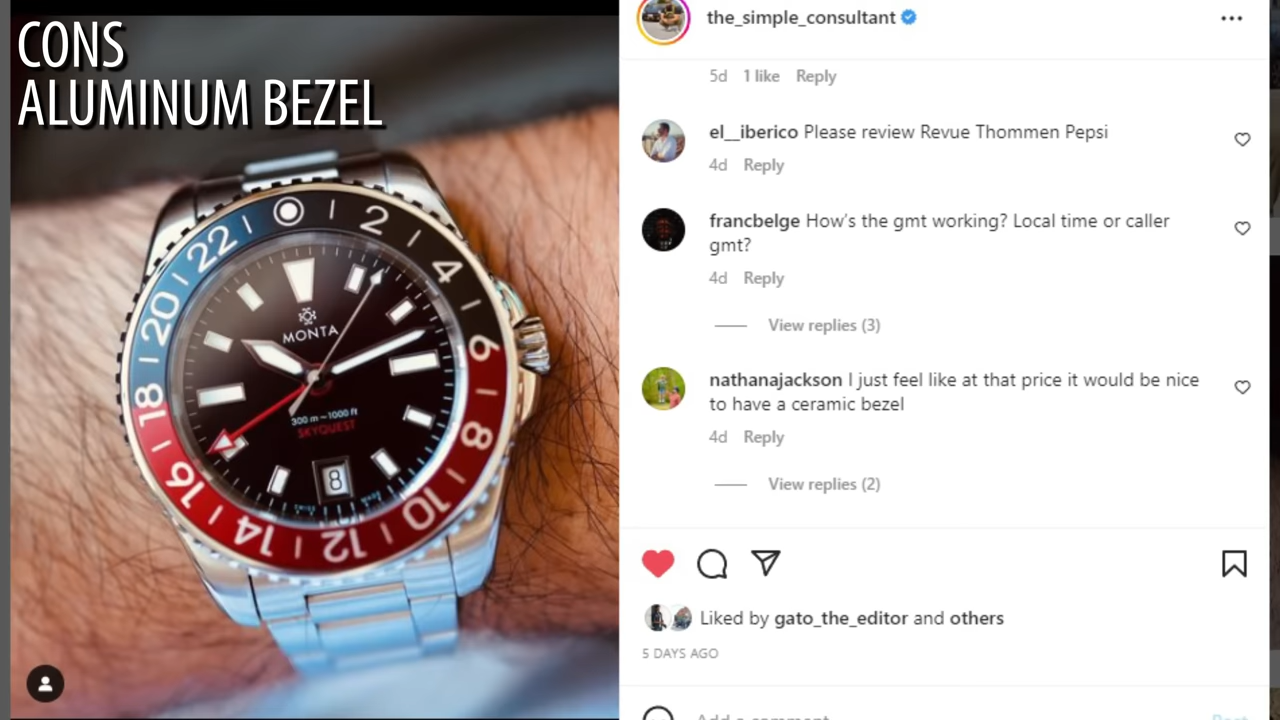 CONS
ALUMINUM BEZEL
2
4
6
8
10
12
14
16
18
20
22
MONTA
300 m ~ 1000 ft
SKYQUEST
8
the_simple_consultant
5d 1 like Reply
el__iberico Please review Revue Thommen Pepsi
4d Reply
francbelge How's the gmt working? Local time or caller
gmt?
4d Reply
View replies (3)
nathanajackson I just feel like at that price it would be nice
to have a ceramic bezel
4d Reply
View replies (2)
Liked by gato_the_editor and others
5 DAYS AGO
Add a comment
Post